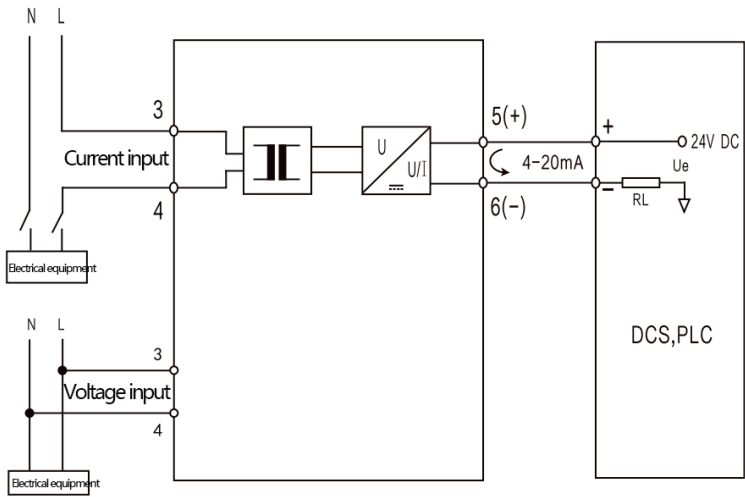 N L
3
Current input
4
Electrical equipment
U
U/I
5(+)
4-20mA
6(-)
+
24V DC
Ue
−
RL
DCS,PLC
N L
3
Voltage input
4
Electrical equipment